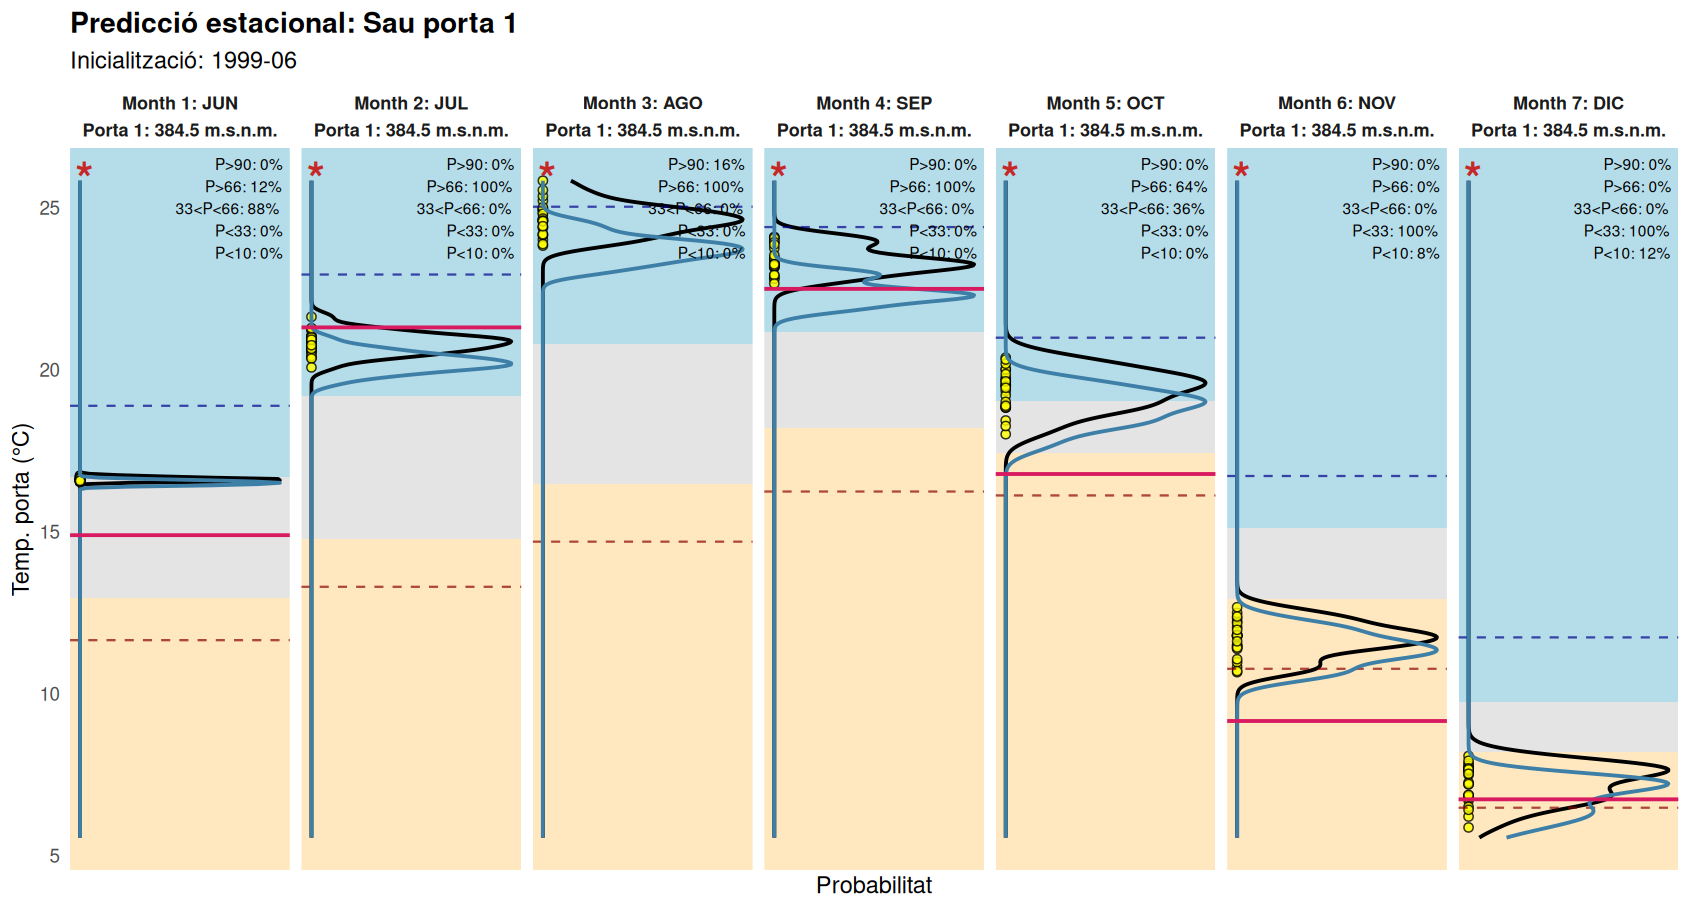 Predicció estacional: Sau porta 1
Inicialització: 1999-06
Month 1: JUN
Porta 1: 384.5 m.s.n.m.
Month 2: JUL
Porta 1: 384.5 m.s.n.m.
Month 3: AGO
Porta 1: 384.5 m.s.n.m.
Month 4: SEP
Porta 1: 384.5 m.s.n.m.
Month 5: OCT
Porta 1: 384.5 m.s.n.m.
Month 6: NOV
Porta 1: 384.5 m.s.n.m.
Month 7: DIC
Porta 1: 384.5 m.s.n.m.
Temp. porta (°C)
25
20
15
10
5
*
P>90: 0%
P>66: 12%
33<P<66: 88%
P<33: 0%
P<10: 0%
*
P>90: 0%
P>66: 100%
33<P<66: 0%
P<33: 0%
P<10: 0%
*
P>90: 16%
P>66: 100%
33<P<66: 0%
P<33: 0%
P<10: 0%
*
P>90: 0%
P>66: 100%
33<P<66: 0%
P<33: 0%
P<10: 0%
*
P>90: 0%
P>66: 64%
33<P<66: 36%
P<33: 0%
P<10: 0%
*
P>90: 0%
P>66: 0%
33<P<66: 0%
P<33: 100%
P<10: 8%
*
P>90: 0%
P>66: 0%
33<P<66: 0%
P<33: 100%
P<10: 12%
Probabilitat